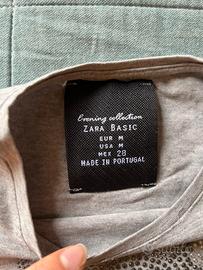 Evening collection
ZARA BASIC
EUR M
USA M
MEX 28
MADE IN PORTUGAL